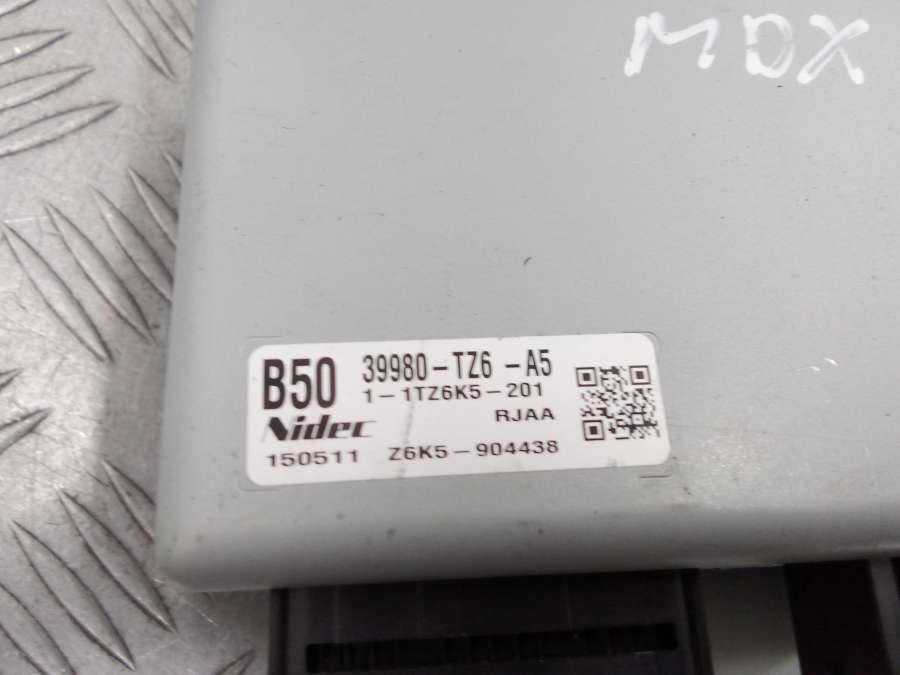 MDX
B50 39980-TZ6-A5
1-1TZ6K5-201
Nidec RJAA
150511 Z6K5-904438